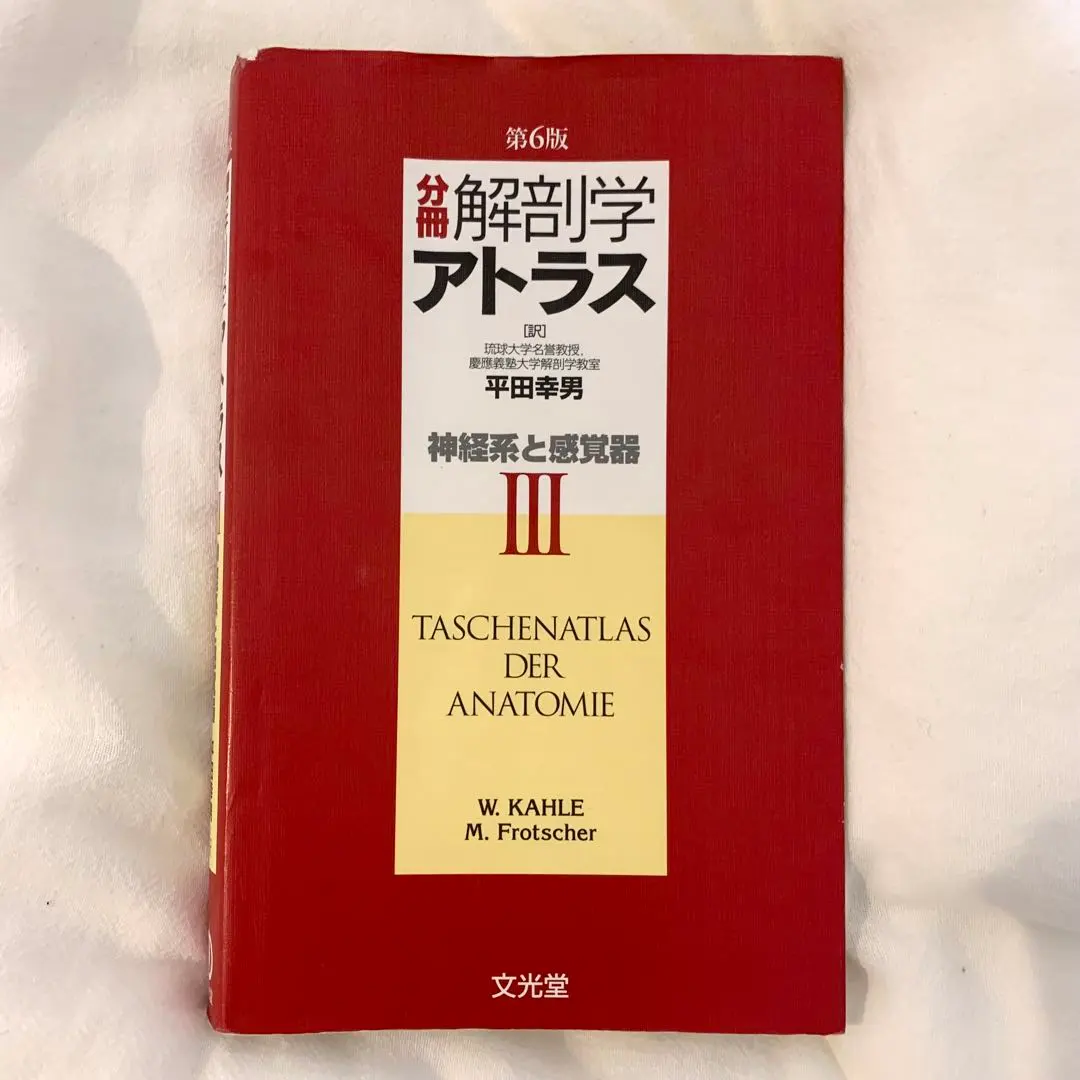 第6版
分冊 解剖学
アトラス
[訳]
琉球大学名誉教授,
慶應義塾大学解剖学教室
平田幸男
神経系と感覚器
III
TASCHENATLAS
DER
ANATOMIE
W. KAHLE
M. Frotscher
文光堂